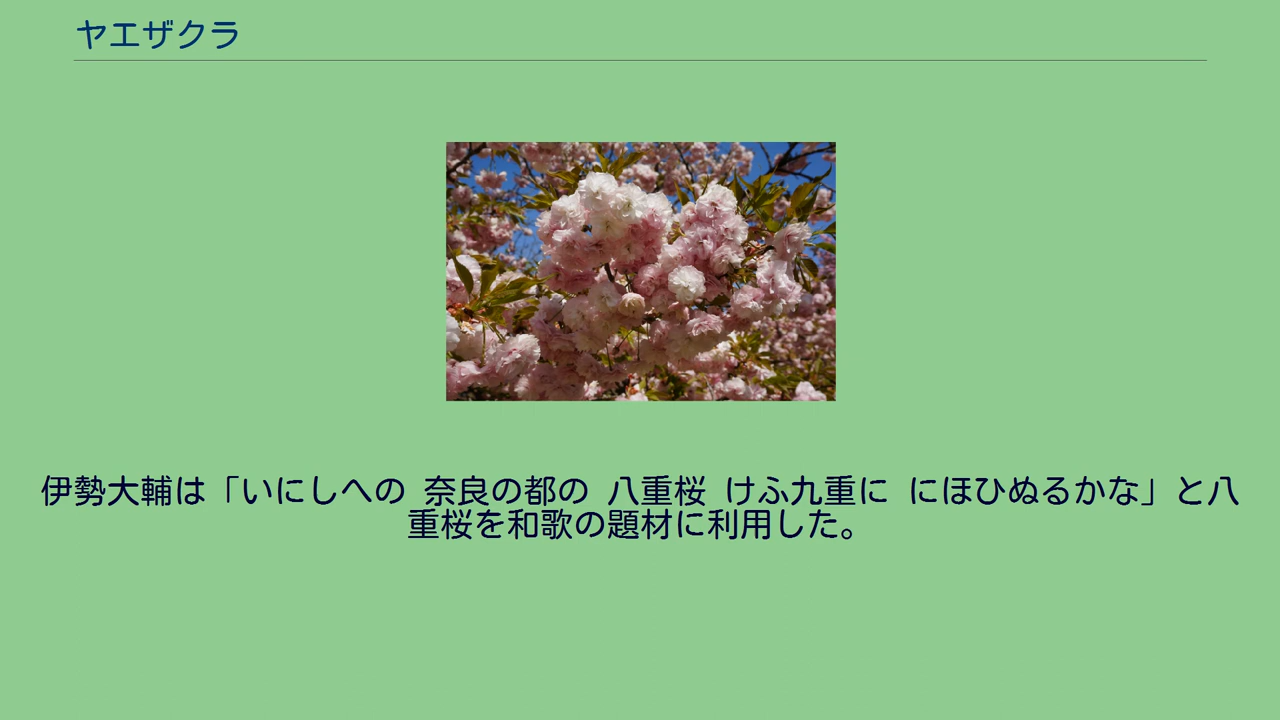 ヤエザクラ
伊勢大輔は「いにしへの 奈良の都の 八重桜 けふ九重に にほひぬるかな」と八
重桜を和歌の題材に利用した。